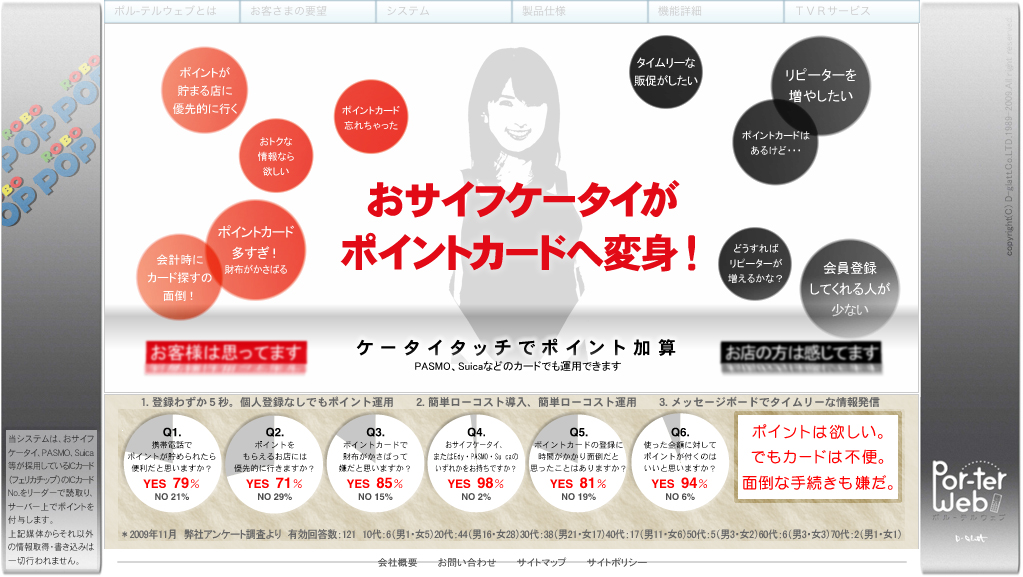 ポル-テルウェブとは
お客さまの要望
システム
製品仕様
機能詳細
ＴＶＲサービス
ROBO
POP
ROBO
POP
ROBO
POP
ポイントが
貯まる店に
優先的に行く
おトクな
情報なら
欲しい
ポイントカード
忘れちゃった
ポイントカード
多すぎ！
財布がかさばる
会計時に
カード探すの
面倒！
タイムリーな
販促がしたい
リピーターを
増やしたい
ポイントカードは
あるけど・・・
どうすれば
リピーターが
増えるかな？
会員登録
してくれる人が
少ない
おサイフケータイが
ポイントカードへ変身！
お客様は思ってます
ケータイタッチでポイント加算
PASMO、Suicaなどのカードでも運用できます
お店の方は感じてます
1. 登録わずか５秒。個人登録なしでもポイント運用
2. 簡単ローコスト導入、簡単ローコスト運用
3. メッセージボードでタイムリーな情報発信
Q1.
携帯電話で
ポイントが貯められたら
便利だと思いますか？
YES 79%
NO 21%
Q2.
ポイントを
もらえるお店には
優先的に行きますか？
YES 71%
NO 29%
Q3.
ポイントカードで
財布がかさばって
嫌だと思いますか？
YES 85%
NO 15%
Q4.
おサイフケータイ、
またはEdy・PASMO・Suicaの
いずれかをお持ちですか？
YES 98%
NO 2%
Q5.
ポイントカードの登録に
時間がかかり面倒だと
思ったことはありますか？
YES 81%
NO 19%
Q6.
使った金額に対して
ポイントが付くのは
いいと思いますか？
YES 94%
NO 6%
ポイントは欲しい。
でもカードは不便。
面倒な手続きも嫌だ。
＊2009年11月　弊社アンケート調査より　有効回答数：121　10代：6(男1・女5)20代：44(男16・女28)30代：38(男21・女17)40代：17(男11・女6)50代：5(男3・女2)60代：6(男3・女3)70代：2(男1・女1)
当システムは、おサイフ
ケータイ、PASMO、Suica
等が採用しているICカード
(フェリカチップ)のICカード
No.をリーダーで読取り、
サーバー上でポイントを
付与します。
上記媒体からそれ以外
の情報取得・書き込みは
一切行われません。
Por-ter
Web
ポル・テルウェブ
D-glatt
会社概要
お問い合わせ
サイトマップ
サイトポリシー